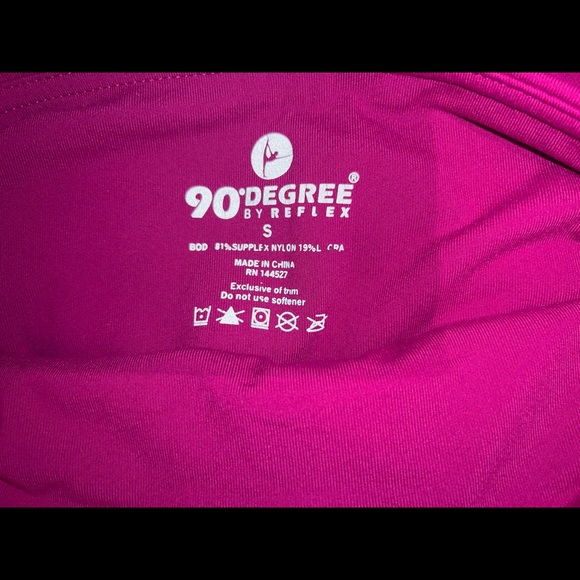 90°DEGREE®
BY REFLEX
S
BOD 81% SUPPLEX NYLON 19% L CRA
MADE IN CHINA
RN 144527
Exclusive of trim
Do not use softener